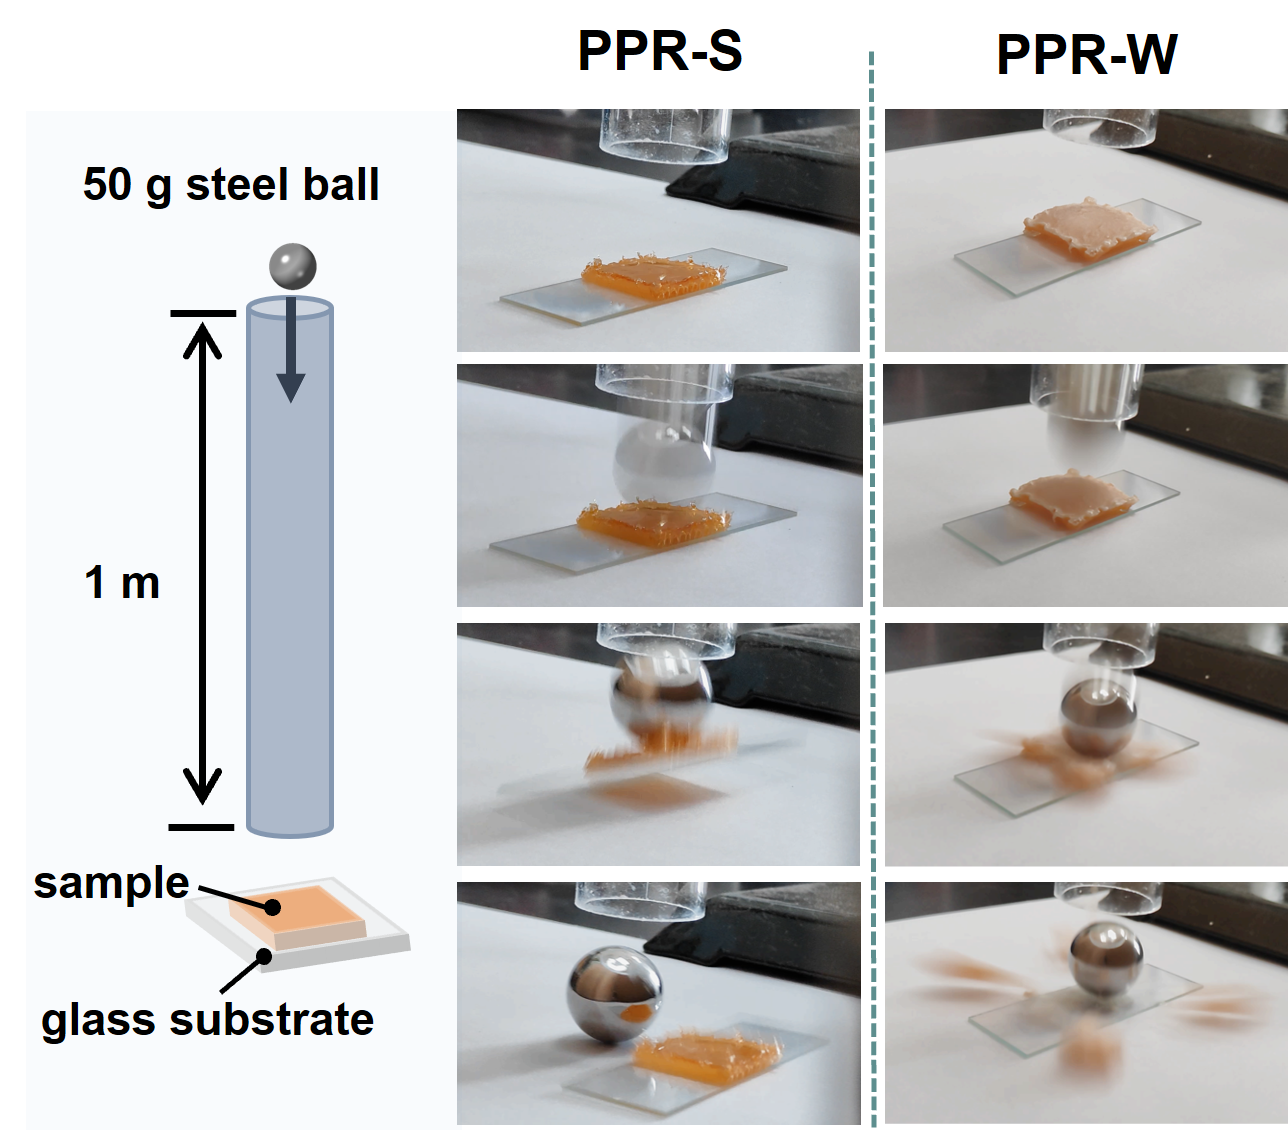 PPR-S
PPR-W
50 g steel ball
1 m
sample
glass substrate